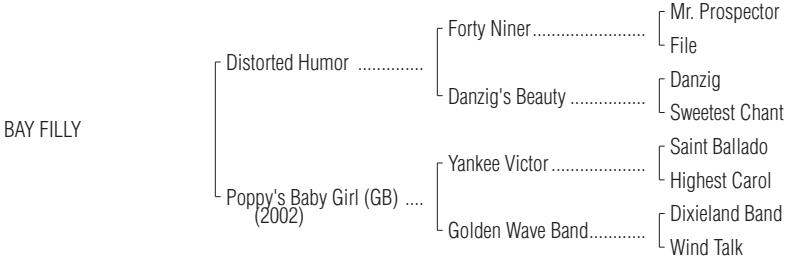 Mr. Prospector
Forty Niner........................
File
Distorted Humor ..............
Danzig
Danzig's Beauty ................
Sweetest Chant
BAY FILLY
Saint Ballado
Yankee Victor ....................
Highest Carol
Poppy's Baby Girl (GB) ....
(2002)
Dixieland Band
Golden Wave Band............
Wind Talk